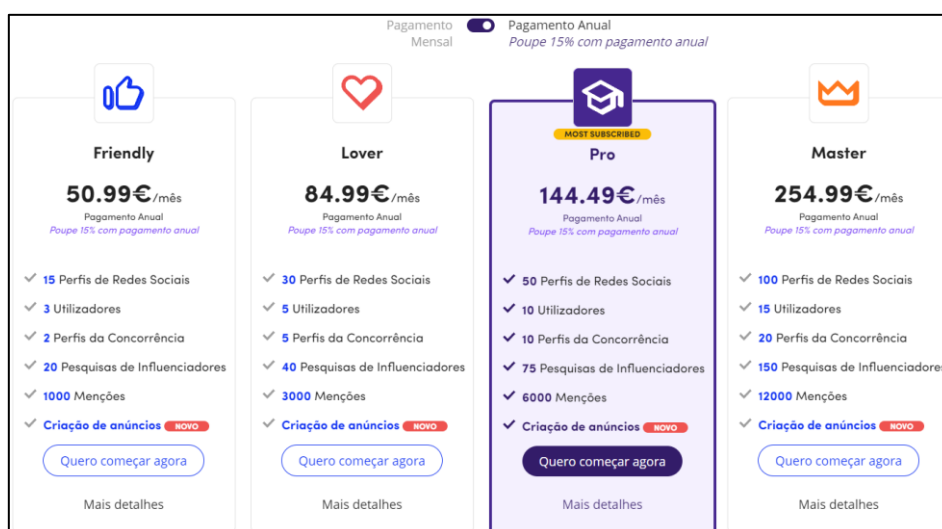 Pagamento
Mensal
Pagamento Anual
Poupe 15% com pagamento anual
Friendly
50.99€/mês
Pagamento Anual
Poupe 15% com pagamento anual
15 Perfis de Redes Sociais
3 Utilizadores
2 Perfis da Concorrência
20 Pesquisas de Influenciadores
1000 Menções
Criação de anúncios NOVO
Quero começar agora
Mais detalhes
Lover
84.99€/mês
Pagamento Anual
Poupe 15% com pagamento anual
30 Perfis de Redes Sociais
5 Utilizadores
5 Perfis da Concorrência
40 Pesquisas de Influenciadores
3000 Menções
Criação de anúncios NOVO
Quero começar agora
Mais detalhes
MOST SUBSCRIBED
Pro
144.49€/mês
Pagamento Anual
Poupe 15% com pagamento anual
50 Perfis de Redes Sociais
10 Utilizadores
10 Perfis da Concorrência
75 Pesquisas de Influenciadores
6000 Menções
Criação de anúncios NOVO
Quero começar agora
Mais detalhes
Master
254.99€/mês
Pagamento Anual
Poupe 15% com pagamento anual
100 Perfis de Redes Sociais
15 Utilizadores
20 Perfis da Concorrência
150 Pesquisas de Influenciadores
12000 Menções
Criação de anúncios NOVO
Quero começar agora
Mais detalhes